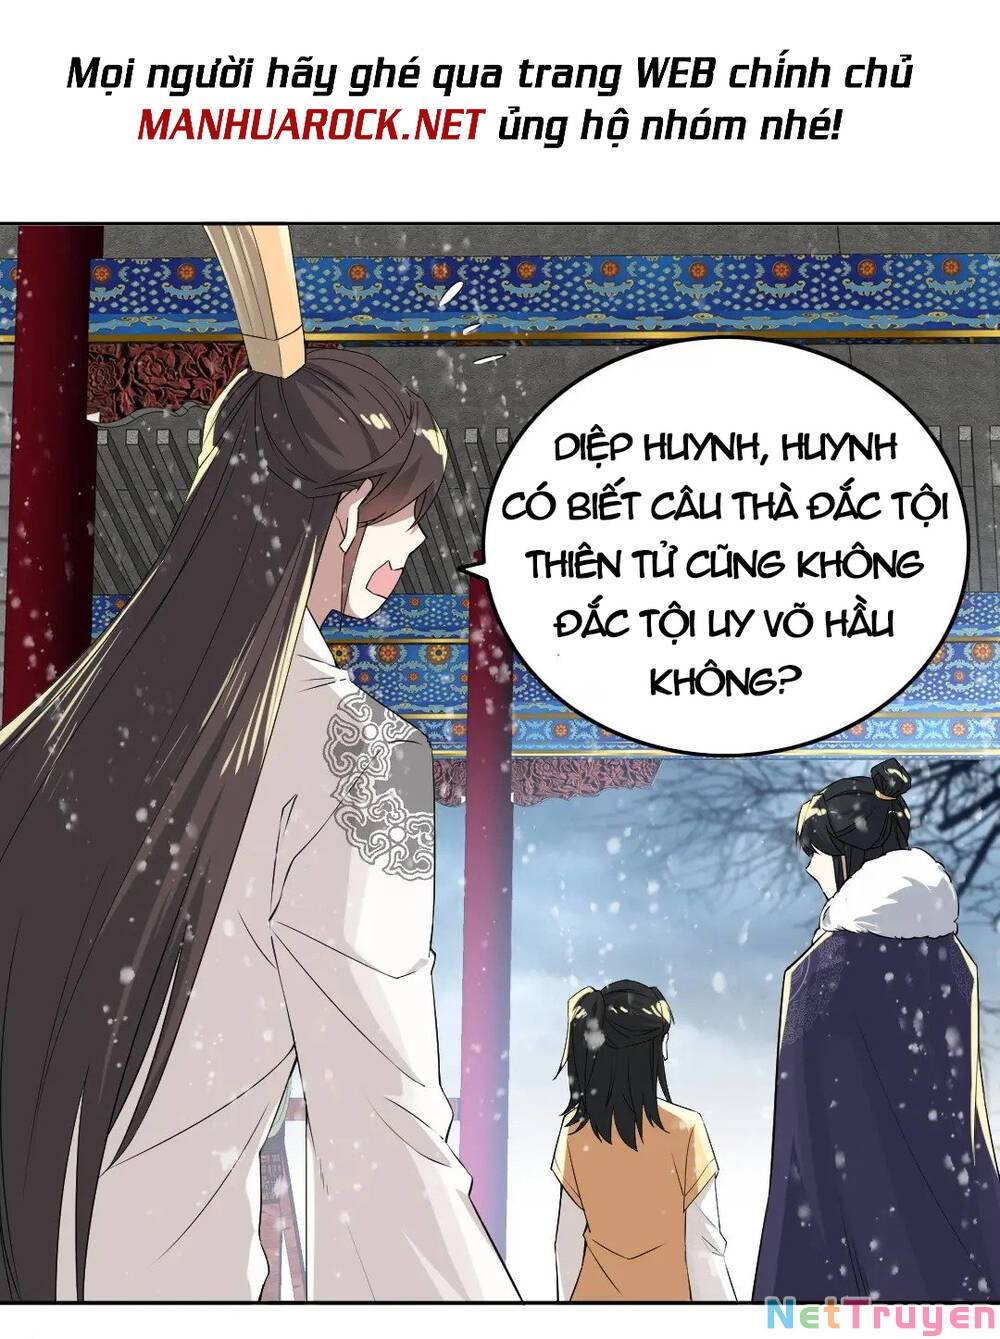 Mọi người hãy ghé qua trang WEB chính chủ
MANHUAROCK.NET ủng hộ nhóm nhé!
DIỆP HUYNH, HUYNH
CÓ BIẾT CÂU THÀ ĐẮC TỘI
THIÊN TỬ CŨNG KHÔNG
ĐẮC TỘI UY VÕ HẦU
KHÔNG?
NetTruyen